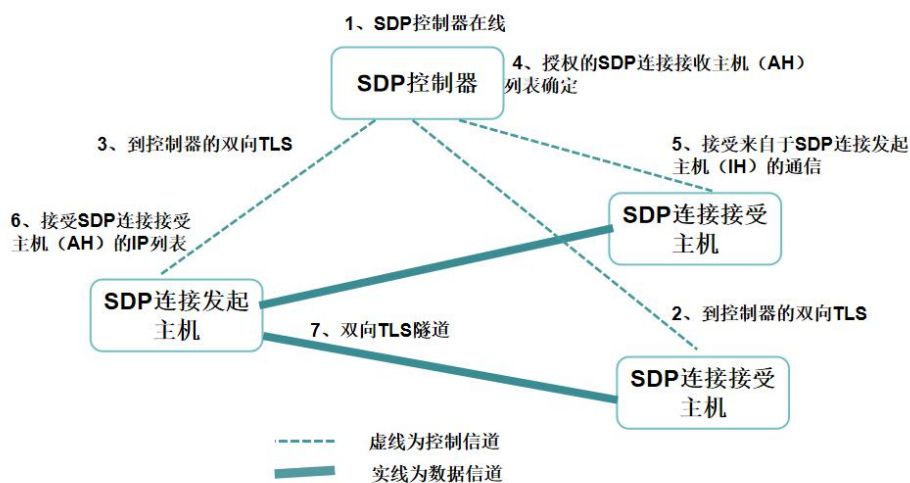 1、SDP控制器在线
SDP控制器
4、授权的SDP连接接收主机（AH）
列表确定
3、到控制器的双向TLS
5、接受来自于SDP连接发起
主机（IH）的通信
6、接受SDP连接接受
主机（AH）的IP列表
SDP连接接受
主机
SDP连接发起
主机
7、双向TLS隧道
2、到控制器的双向TLS
SDP连接接受
主机
虚线为控制信道
实线为数据信道